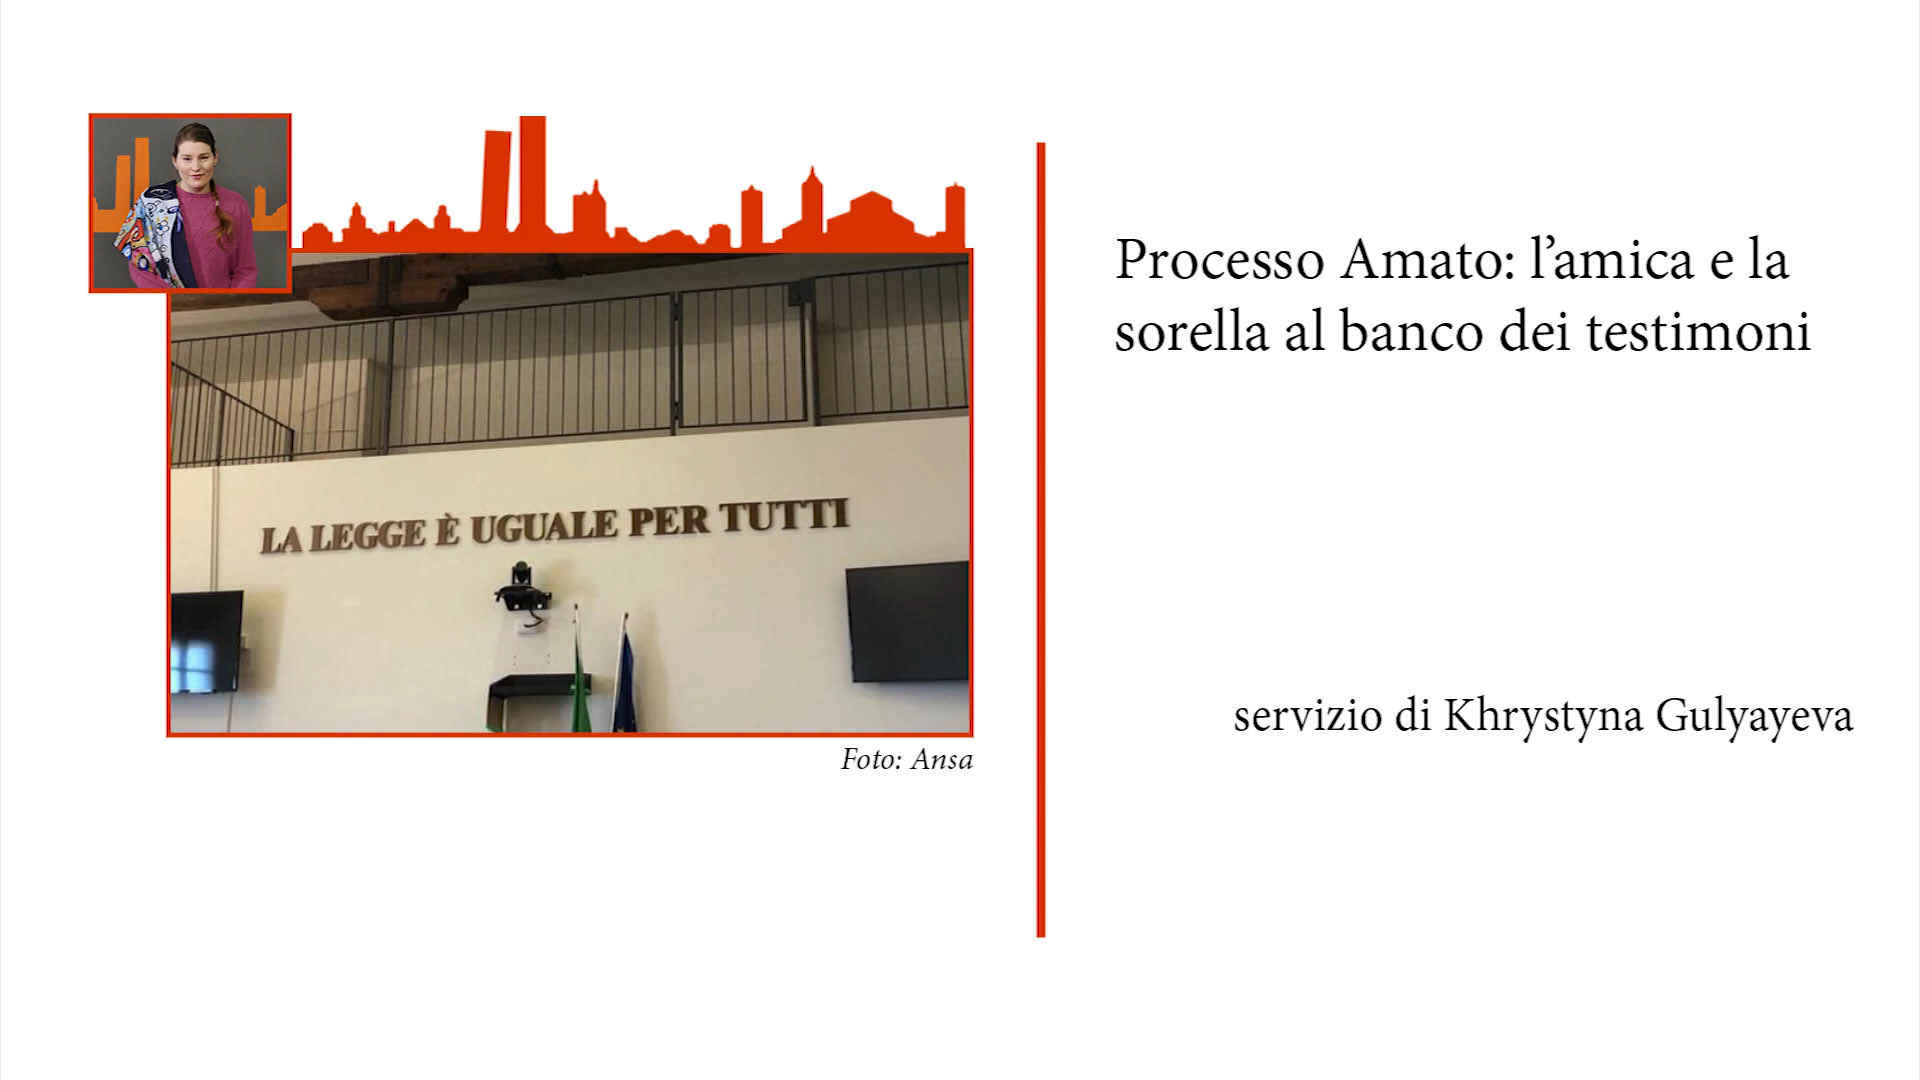 Processo Amato: l’amica e la
sorella al banco dei testimoni
LA LEGGE È UGUALE PER TUTTI
servizio di Khrystyna Gulyayeva
Foto: Ansa